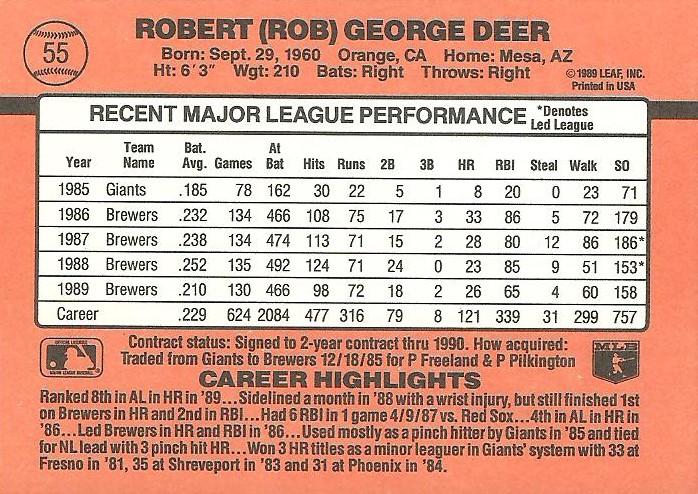 55
ROBERT (ROB) GEORGE DEER
Born: Sept. 29, 1960 Orange, CA Home: Mesa, AZ
Ht: 6' 3" Wgt: 210 Bats: Right Throws: Right
©1989 LEAF, INC.
Printed in USA
RECENT MAJOR LEAGUE PERFORMANCE *Denotes Led League
Year Team Name Bat. Avg. Games At Bat Hits Runs 2B 3B HR RBI Steal Walk SO
1985 Giants .185 78 162 30 22 5 1 8 20 0 23 71
1986 Brewers .232 134 466 108 75 17 3 33 86 5 72 179
1987 Brewers .238 134 474 113 71 15 2 28 80 12 86 186*
1988 Brewers .252 135 492 124 71 24 0 23 85 9 51 153*
1989 Brewers .210 130 466 98 72 18 2 26 65 4 60 158
Career .229 624 2084 477 316 79 8 121 339 31 299 757
Contract status: Signed to 2-year contract thru 1990. How acquired:
Traded from Giants to Brewers 12/18/85 for P Freeland & P Pilkington
MLB
CAREER HIGHLIGHTS
Ranked 8th in AL in HR in '89...Sidelined a month in '88 with a wrist injury, but still finished 1st
on Brewers in HR and 2nd in RBI...Had 6 RBI in 1 game 4/9/87 vs. Red Sox...4th in AL in HR in
'86...Led Brewers in HR and RBI in '86...Used mostly as a pinch hitter by Giants in '85 and tied
for NL lead with 3 pinch hit HR...Won 3 HR titles as a minor leaguer in Giants' system with 33 at
Fresno in '81, 35 at Shreveport in '83 and 31 at Phoenix in '84.